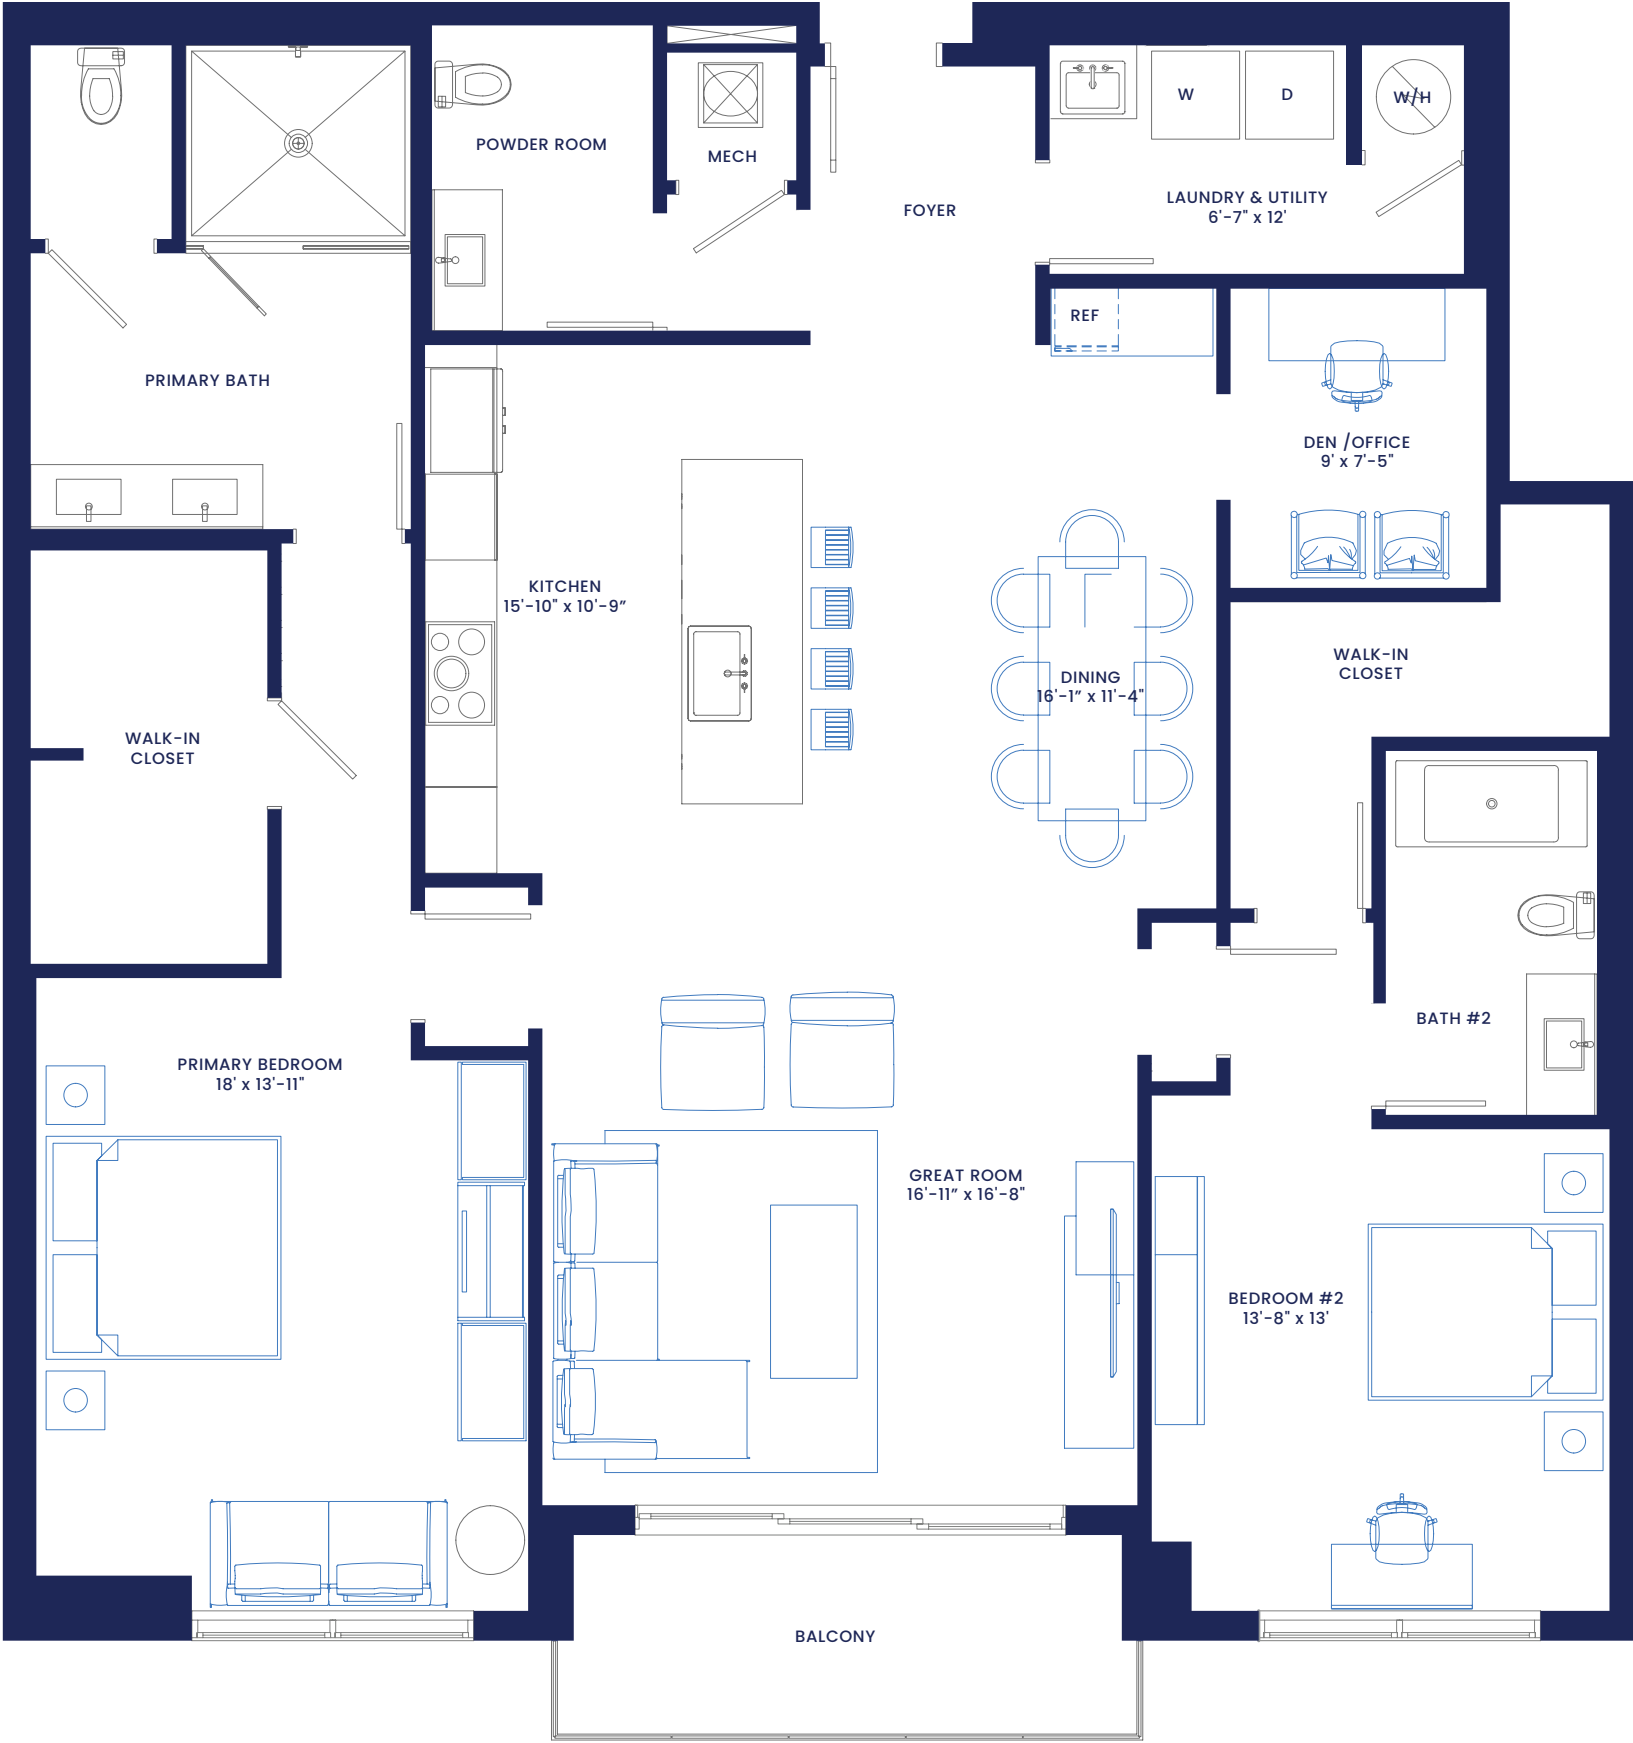 W
D
W/H
POWDER ROOM
MECH
LAUNDRY & UTILITY
6'-7" x 12'
FOYER
REF
PRIMARY BATH
DEN /OFFICE
9' x 7'-5"
KITCHEN
15'-10" x 10'-9”
WALK-IN
CLOSET
DINING
16'-1” x 11'-4"
WALK-IN
CLOSET
BATH #2
PRIMARY BEDROOM
18' x 13'-11"
GREAT ROOM
16'-11” x 16'-8"
BEDROOM #2
13'-8" x 13'
BALCONY